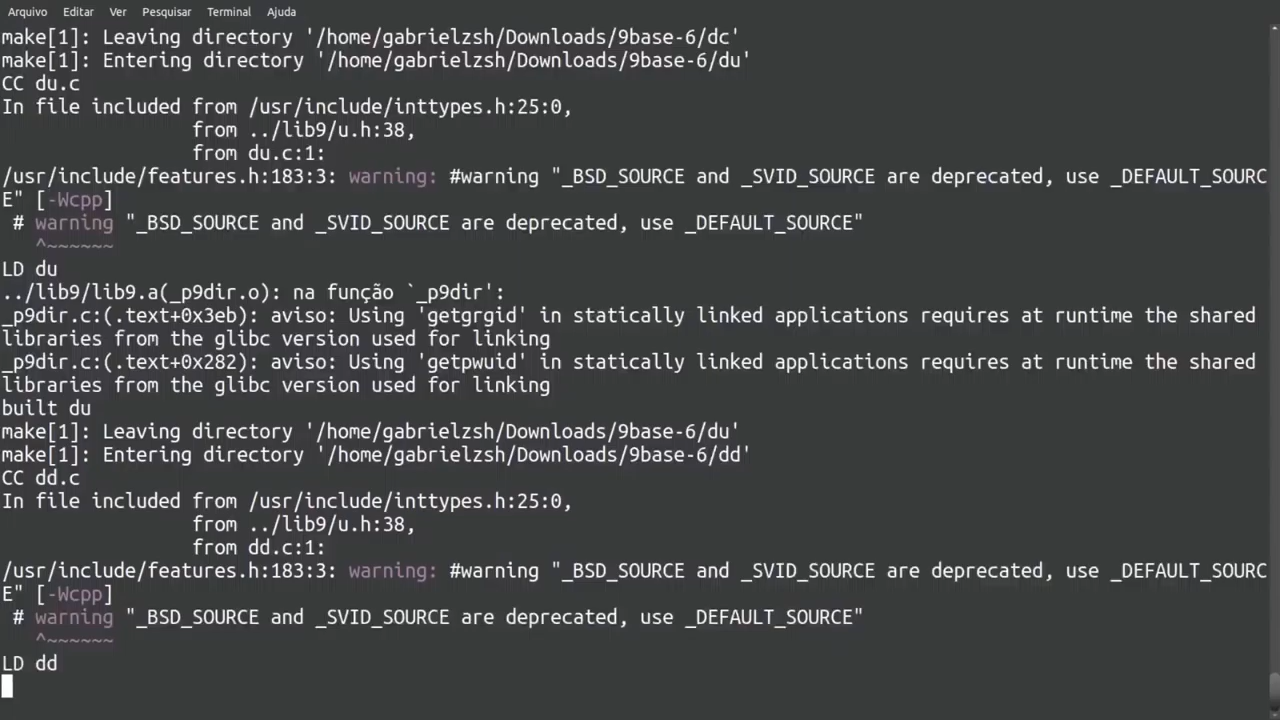 Arquivo Editar Ver Pesquisar Terminal Ajuda
make[1]: Leaving directory '/home/gabrielzsh/Downloads/9base-6/dc'
make[1]: Entering directory '/home/gabrielzsh/Downloads/9base-6/du'
CC du.c
In file included from /usr/include/inttypes.h:25:0,
                 from ../lib9/u.h:38,
                 from du.c:1:
/usr/include/features.h:183:3: warning: #warning "_BSD_SOURCE and _SVID_SOURCE are deprecated, use _DEFAULT_SOURC
E" [-Wcpp]
 # warning "_BSD_SOURCE and _SVID_SOURCE are deprecated, use _DEFAULT_SOURCE"
   ^~~~~~~
LD du
../lib9/lib9.a(_p9dir.o): na função `_p9dir':
_p9dir.c:(.text+0x3eb): aviso: Using 'getgrgid' in statically linked applications requires at runtime the shared
libraries from the glibc version used for linking
_p9dir.c:(.text+0x282): aviso: Using 'getpwuid' in statically linked applications requires at runtime the shared
libraries from the glibc version used for linking
built du
make[1]: Leaving directory '/home/gabrielzsh/Downloads/9base-6/du'
make[1]: Entering directory '/home/gabrielzsh/Downloads/9base-6/dd'
CC dd.c
In file included from /usr/include/inttypes.h:25:0,
                 from ../lib9/u.h:38,
                 from dd.c:1:
/usr/include/features.h:183:3: warning: #warning "_BSD_SOURCE and _SVID_SOURCE are deprecated, use _DEFAULT_SOURC
E" [-Wcpp]
 # warning "_BSD_SOURCE and _SVID_SOURCE are deprecated, use _DEFAULT_SOURCE"
   ^~~~~~~
LD dd